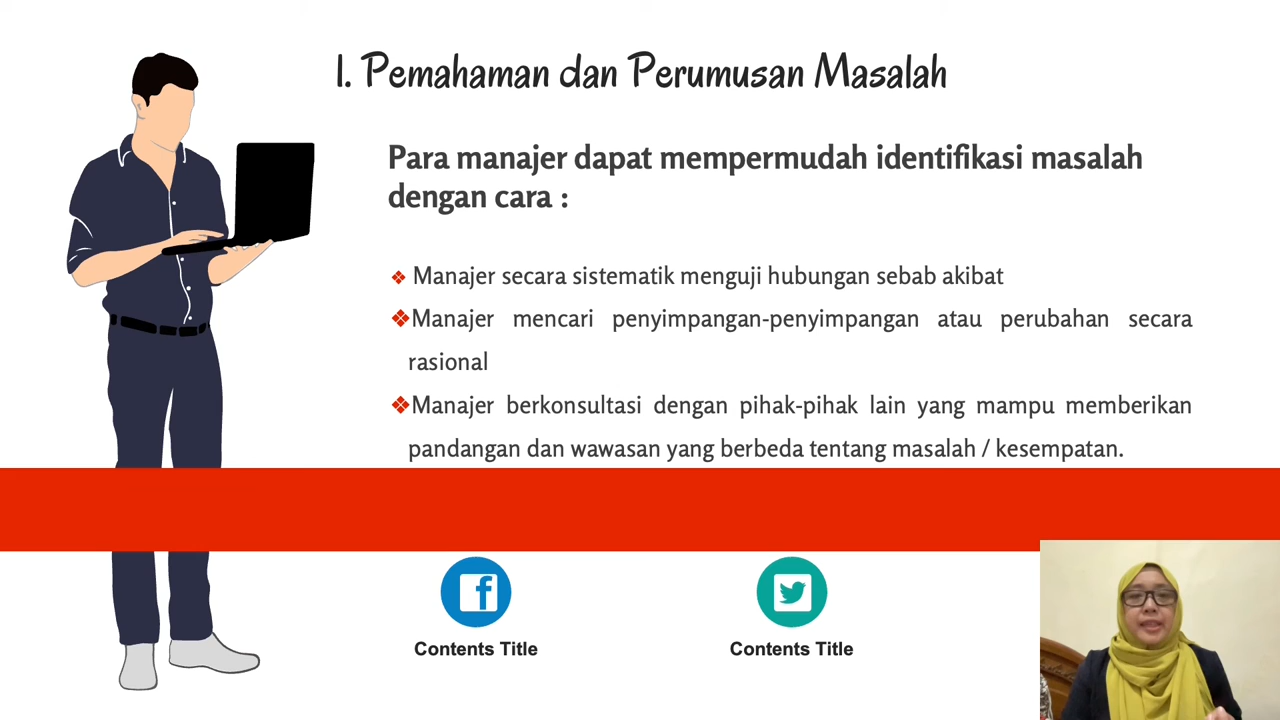 1. Pemahaman dan Perumusan Masalah
Para manajer dapat mempermudah identifikasi masalah
dengan cara :
❖ Manajer secara sistematik menguji hubungan sebab akibat
❖Manajer mencari penyimpangan-penyimpangan atau perubahan secara
rasional
❖Manajer berkonsultasi dengan pihak-pihak lain yang mampu memberikan
pandangan dan wawasan yang berbeda tentang masalah / kesempatan.
Contents Title
Contents Title